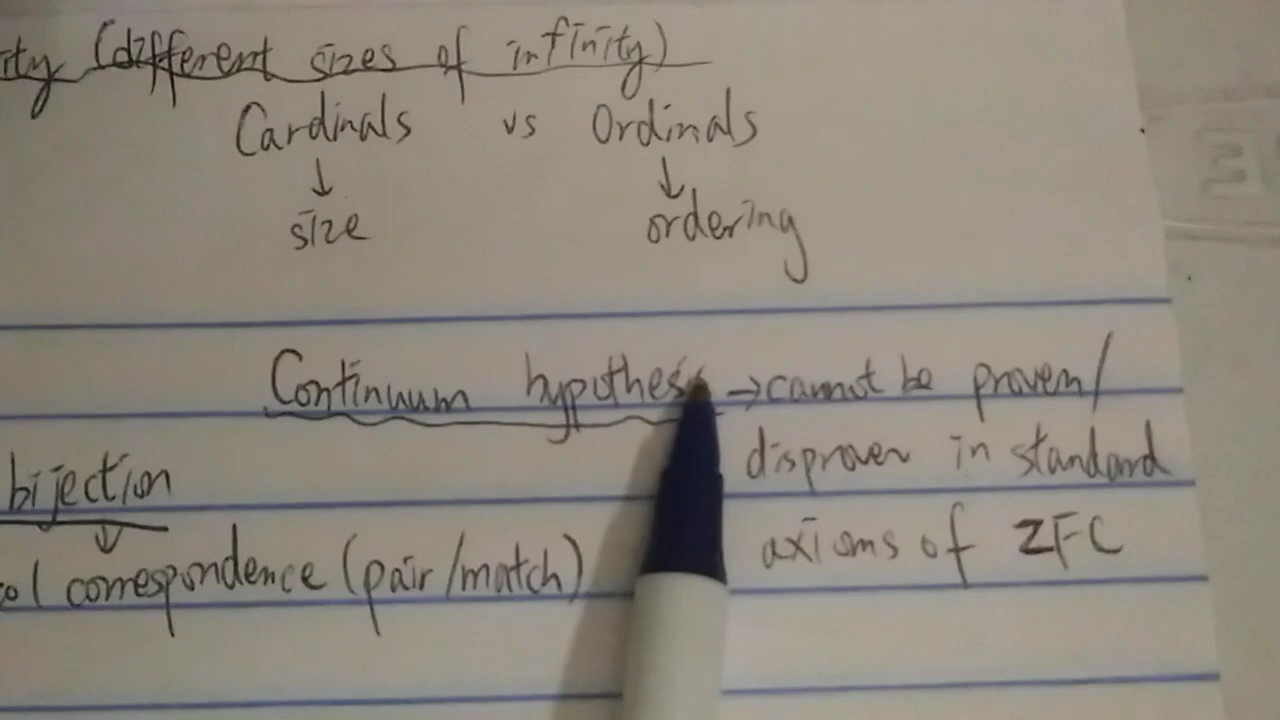 ity (different sizes of infinity)
Cardinals vs Ordinals
↓ ↓
size ordering
Continuum → cannot be proven/
disproven in standard
axioms of ZFC
bijection
correspondence (pair/match)